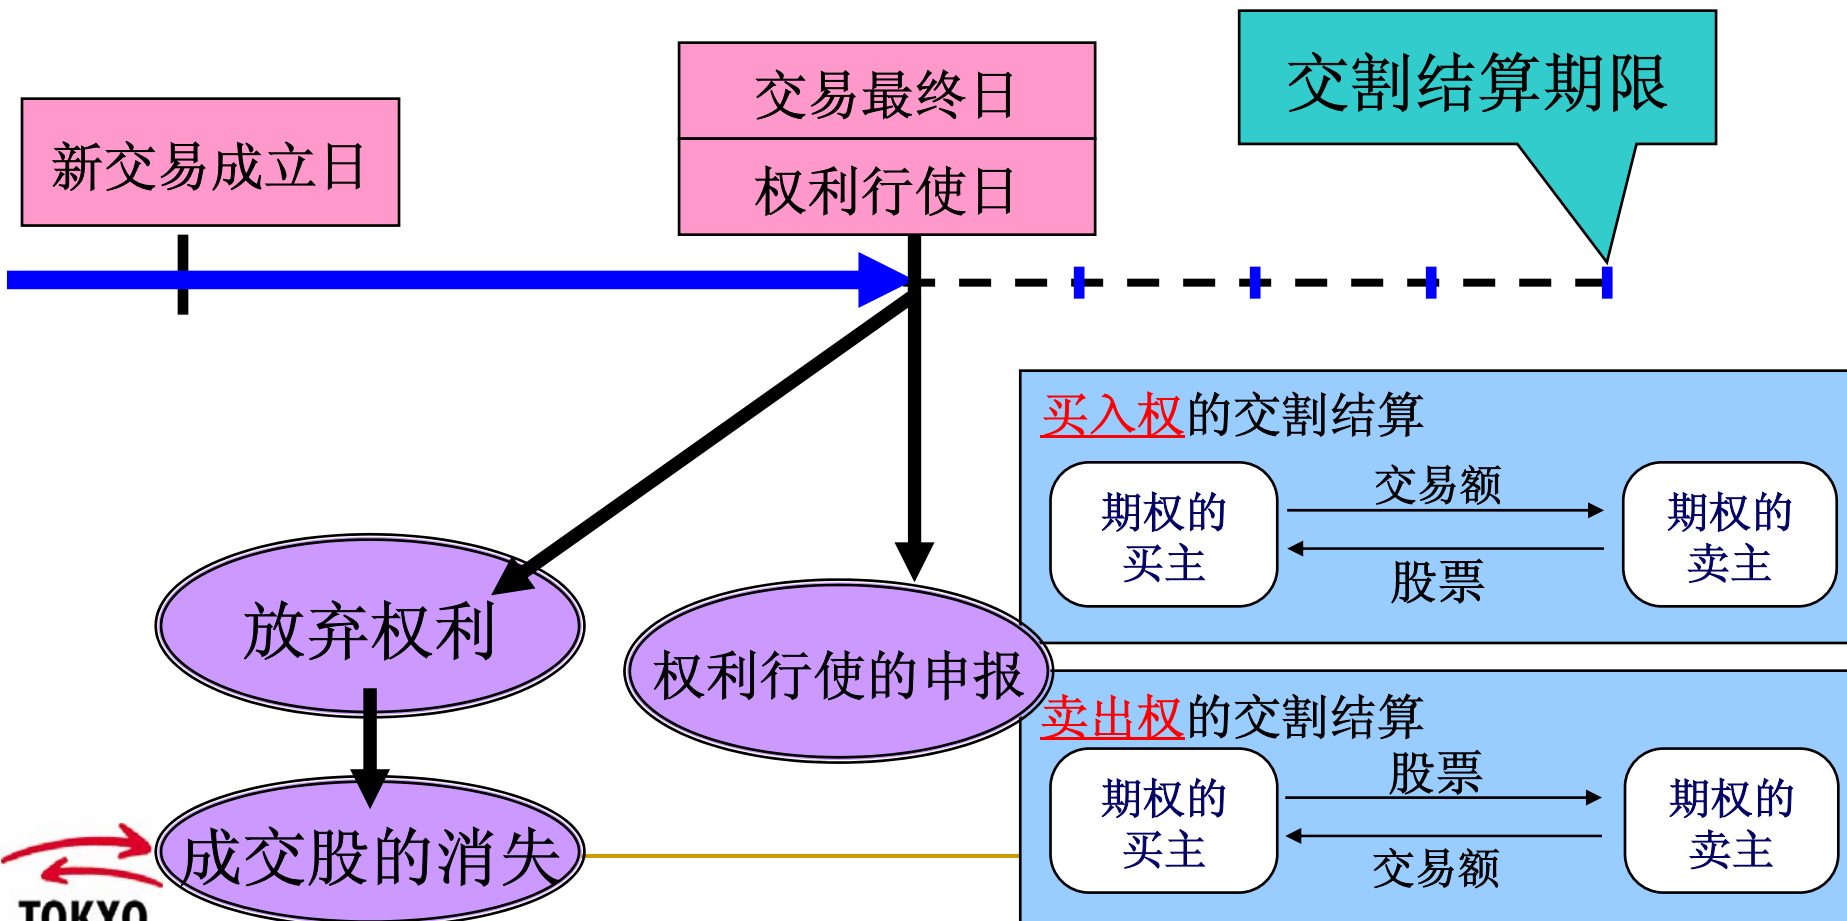 新交易成立日
交易最终日
权利行使日
交割结算期限
买入权的交割结算
期权的
买主
交易额
股票
期权的
卖主
放弃权利
权利行使的申报
成交股的消失
卖出权的交割结算
期权的
买主
股票
交易额
期权的
卖主
TOKYO